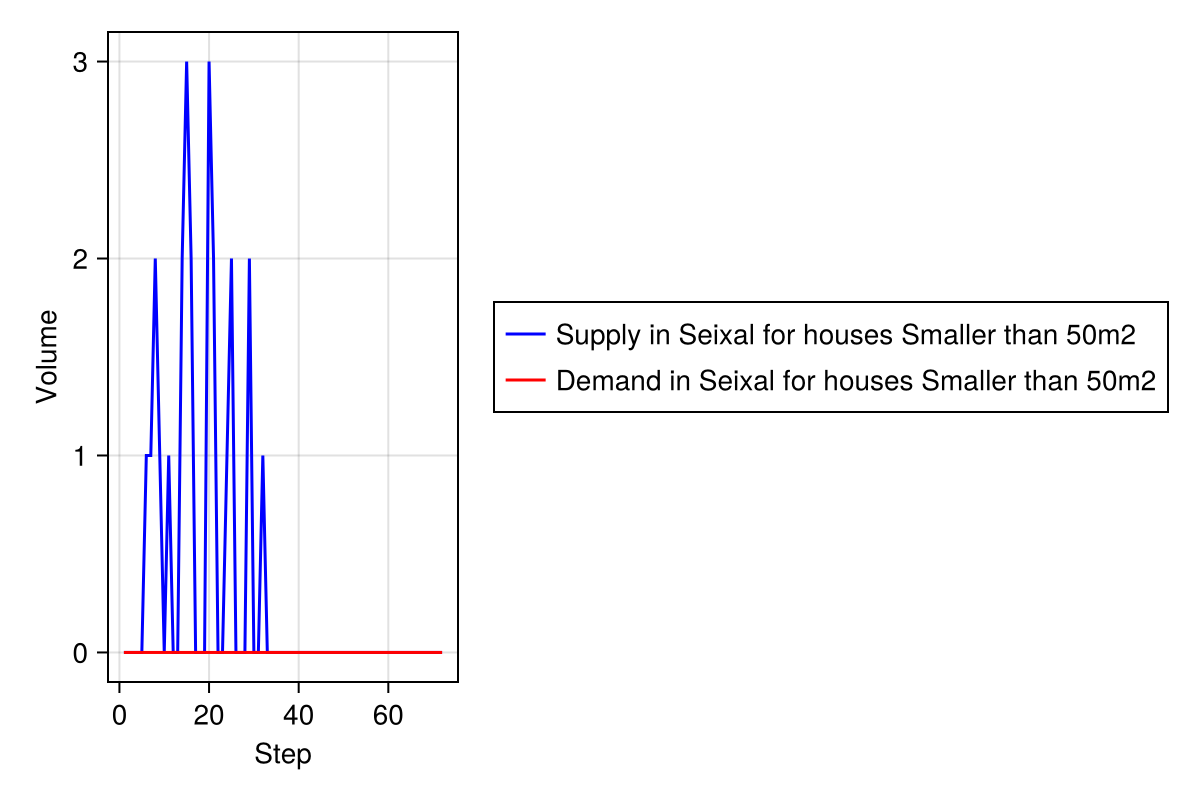 3
2
1
0
Volume
0 20 40 60
Step
Supply in Seixal for houses Smaller than 50m2
Demand in Seixal for houses Smaller than 50m2